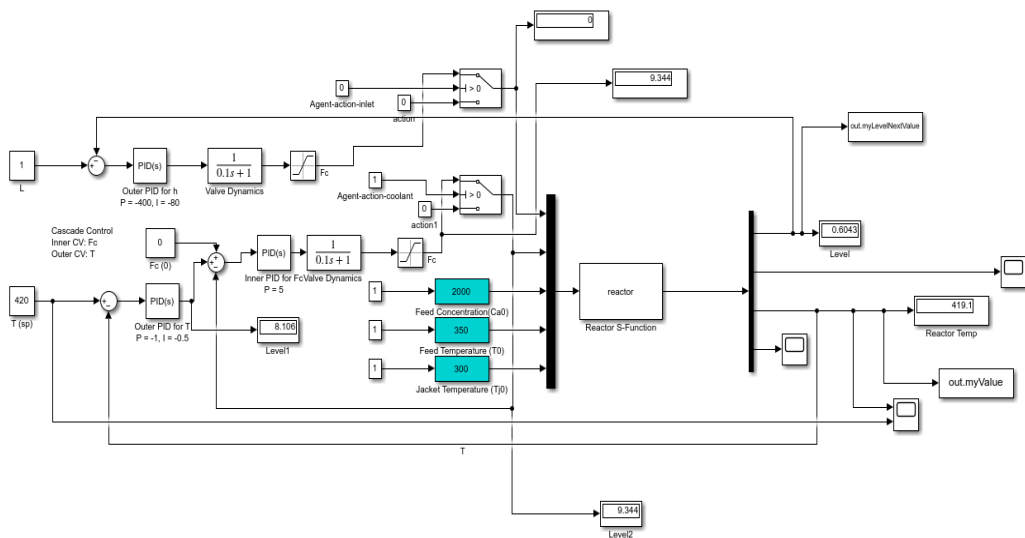 0
9.344
0
> 0
Agent-action-inlet
0
action
out.myLevelNextValue
1
L
PID(s)
Outer PID for h
P = -400, I = -80
1
0.1s + 1
Valve Dynamics
Fc
1
> 0
Agent-action-coolant
0
action1
Cascade Control
Inner CV: Fc
Outer CV: T
0
Fc (0)
PID(s)
Inner PID for Fc
P = 5
1
0.1s + 1
Valve Dynamics
Fc
0.6043
Level
420
T (sp)
PID(s)
Outer PID for T
P = -1, I = -0.5
8.106
Level1
1
2000
Feed Concentration(Ca0)
1
350
Feed Temperature (T0)
1
300
Jacket Temperature (Tj0)
reactor
Reactor S-Function
419.1
Reactor Temp
out.myValue
T
9.344
Level2